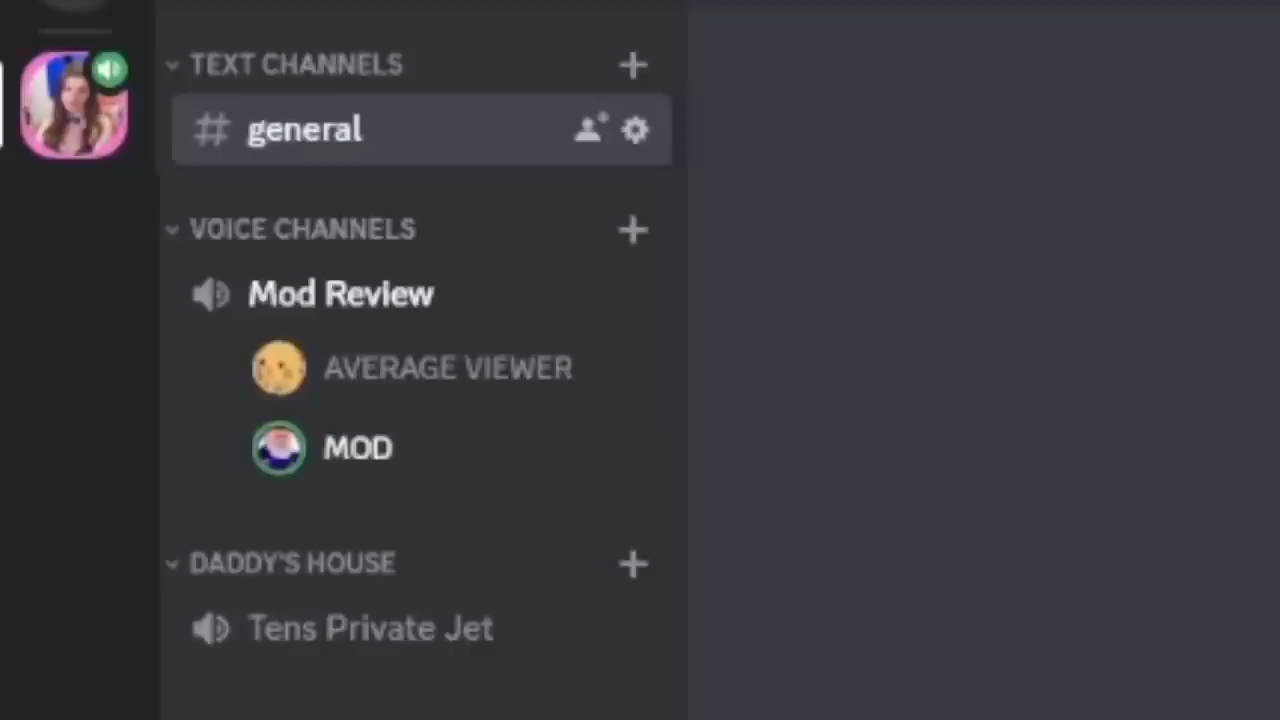 TEXT CHANNELS
general
VOICE CHANNELS
Mod Review
AVERAGE VIEWER
MOD
DADDY'S HOUSE
Tens Private Jet